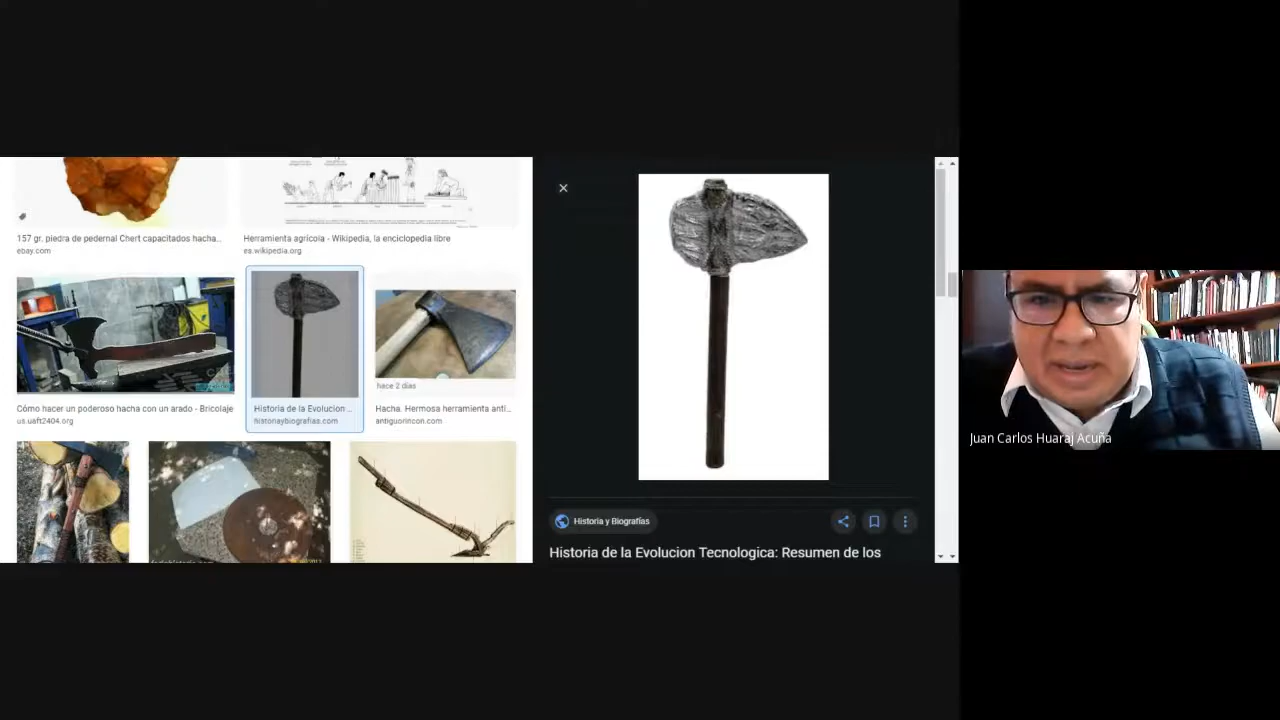 157 gr. piedra de pedernal Chert capacitados hacha...
ebay.com
Herramienta agrícola - Wikipedia, la enciclopedia libre
es.wikipedia.org
hace 2 días
Cómo hacer un poderoso hacha con un arado - Bricolaje
us.uaft2404.org
Historia de la Evolucion ...
historiaybiografias.com
Hacha. Hermosa herramienta anti...
antiguorincon.com
Historia y Biografías
Historia de la Evolucion Tecnologica: Resumen de los
Juan Carlos Huaraj Acuña